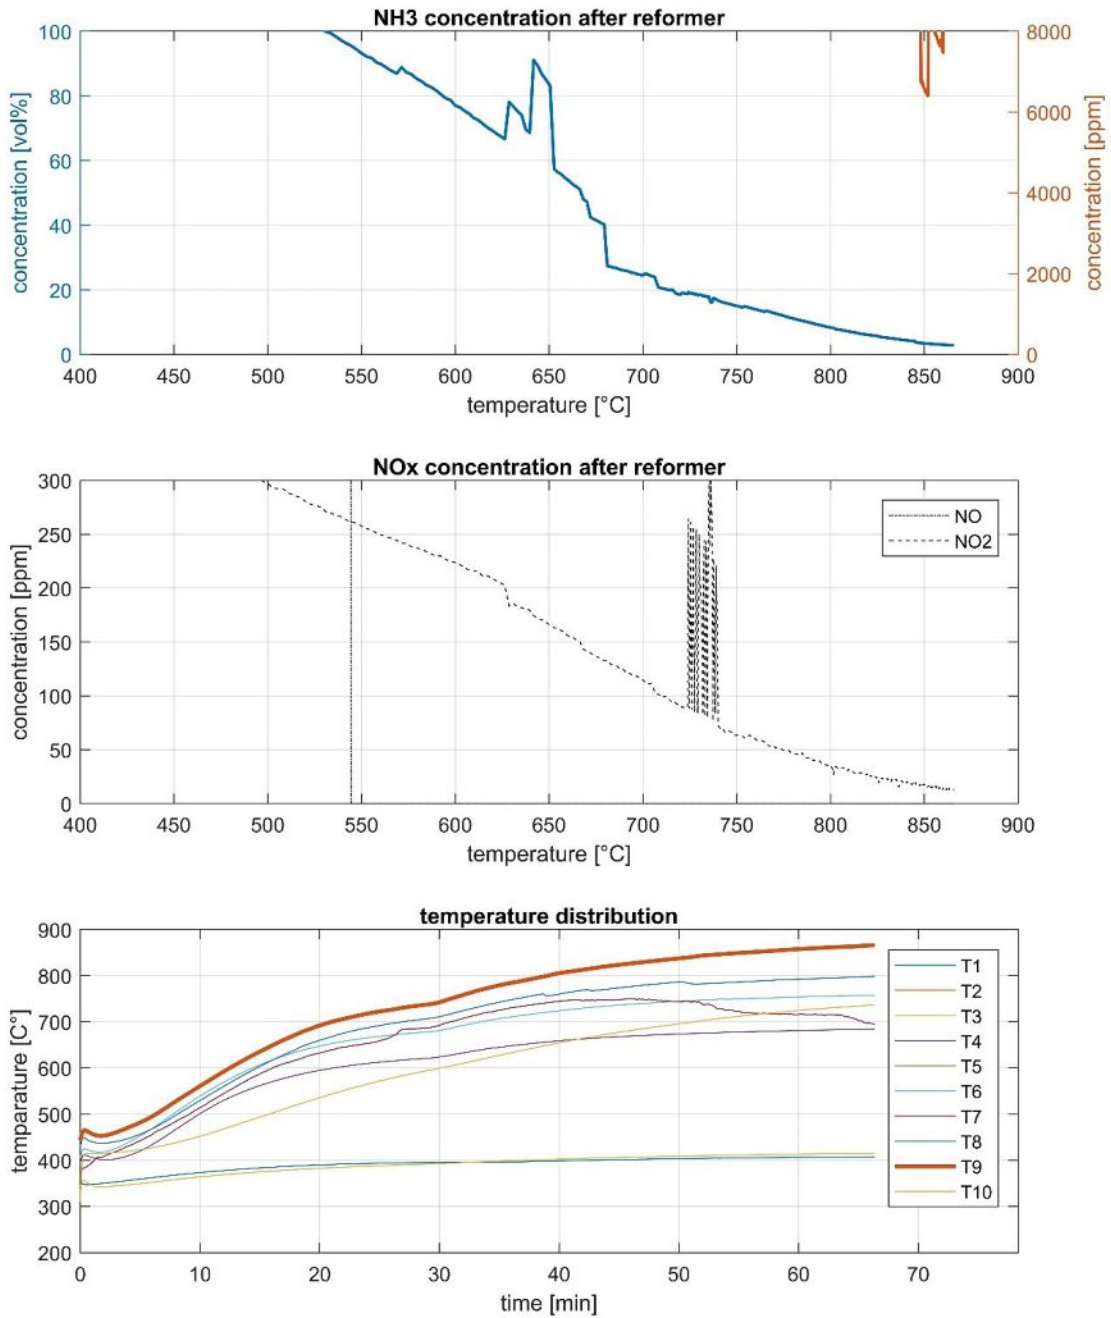 NH3 concentration after reformer
100
80
60
40
20
0
concentration [vol%]
8000
6000
4000
2000
0
concentration [ppm]
400 450 500 550 600 650 700 750 800 850 900
temperature [°C]
NOx concentration after reformer
300
250
200
150
100
50
0
concentration [ppm]
NO
NO2
400 450 500 550 600 650 700 750 800 850 900
temperature [°C]
temperature distribution
900
800
700
600
500
400
300
200
temparature [C°]
T1
T2
T3
T4
T5
T6
T7
T8
T9
T10
0 10 20 30 40 50 60 70
time [min]